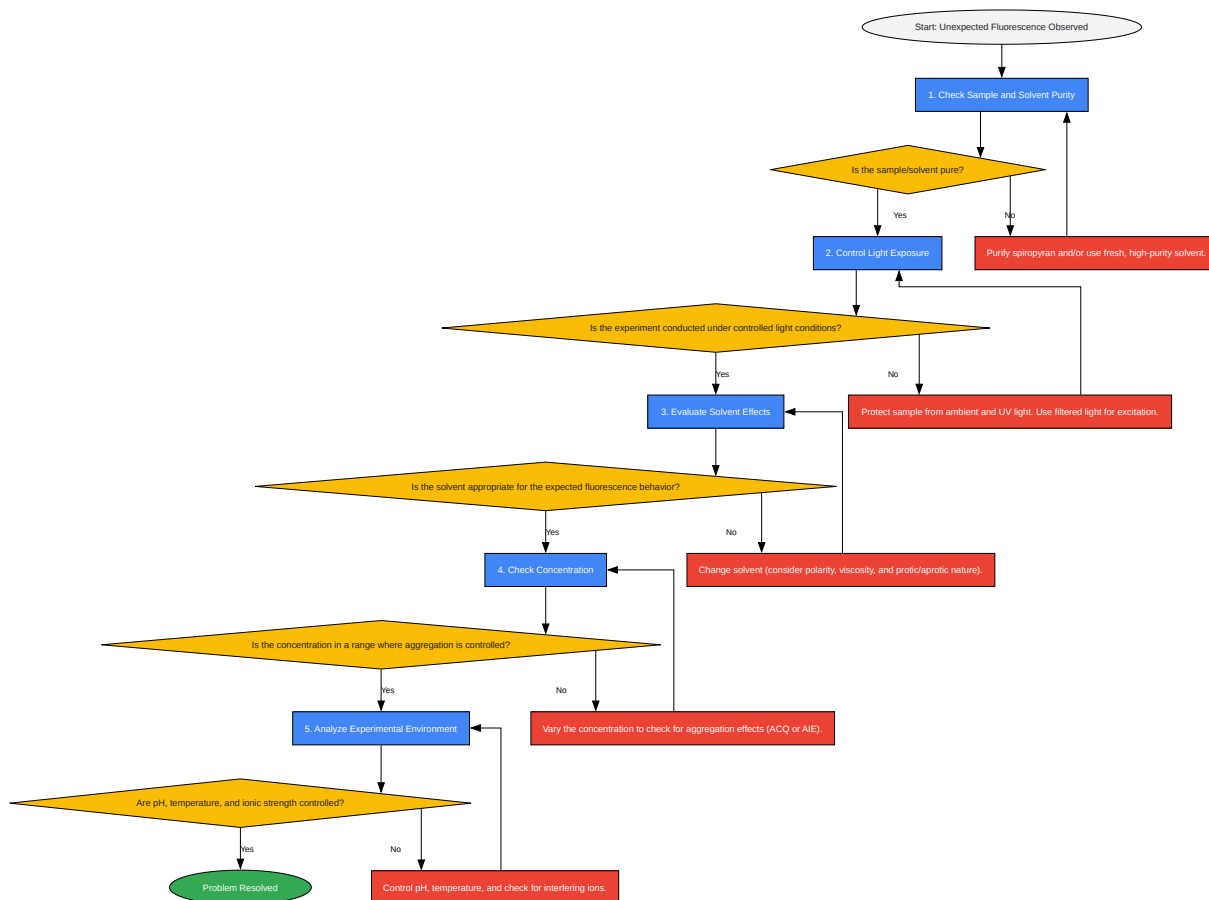 Start: Unexpected Fluorescence Observed
1. Check Sample and Solvent Purity
Is the sample/solvent pure?
Yes
No
2. Control Light Exposure
Purify spiropyran and/or use fresh, high-purity solvent.
Is the experiment conducted under controlled light conditions?
Yes
No
3. Evaluate Solvent Effects
Protect sample from ambient and UV light. Use filtered light for excitation.
Is the solvent appropriate for the expected fluorescence behavior?
Yes
No
4. Check Concentration
Change solvent (consider polarity, viscosity, and protic/aprotic nature).
Is the concentration in a range where aggregation is controlled?
Yes
No
5. Analyze Experimental Environment
Vary the concentration to check for aggregation effects (ACQ or AIE).
Are pH, temperature, and ionic strength controlled?
Yes
No
Problem Resolved
Control pH, temperature, and check for interfering ions.